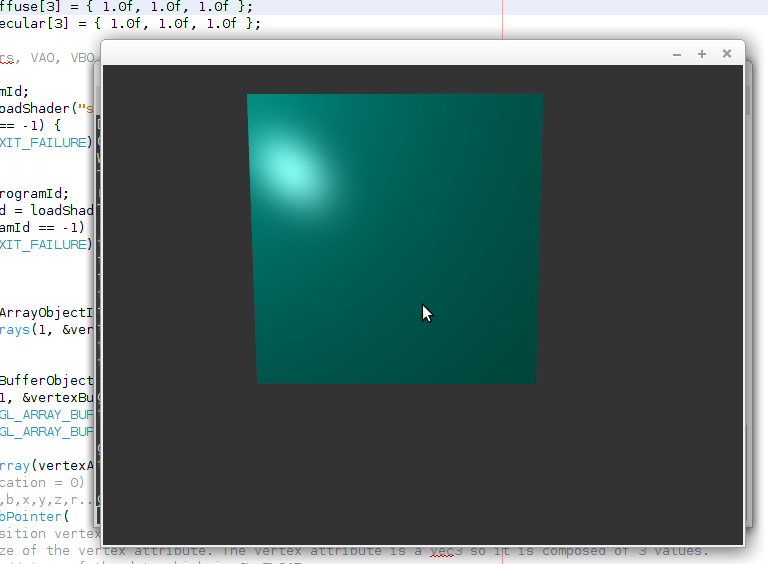 ffuse[3] = { 1.0f, 1.0f, 1.0f };
ecular[3] = { 1.0f, 1.0f, 1.0f };
rs, VAO, VBO
mId;
oadShader("s
== -1) {
XIT_FAILURE)
rogramId;
d = loadShad
amId == -1)
XIT_FAILURE)
ArrayObjectI
rays(1, &ver
BufferObject
1, &vertexBu
GL_ARRAY_BUF
GL_ARRAY_BUF
rray(vertexA
cation = 0)
,b,x,y,z,r..
bPointer(
sition vertex
ze of the vertex attribute. The vertex attribute is a vec3 so it is composed of 3 values.